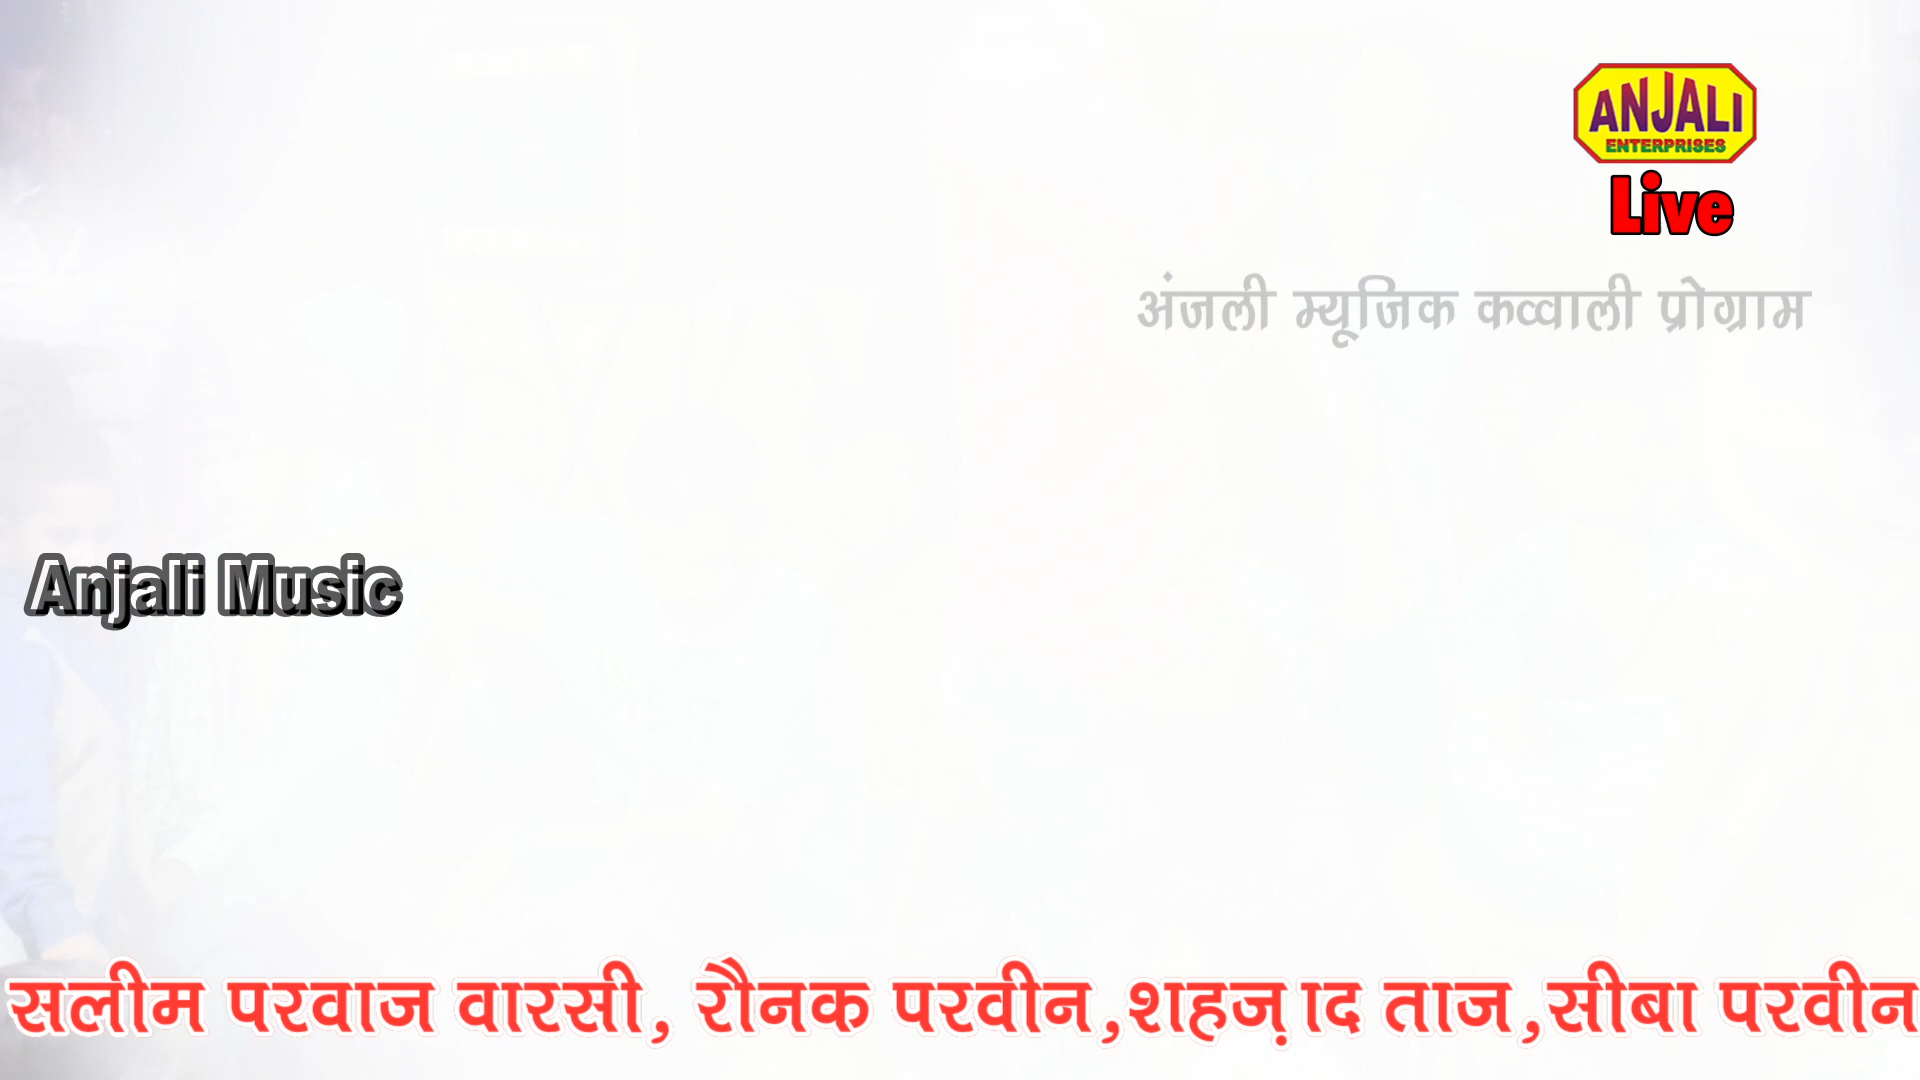 ANJALI
ENTERPRISES
Live
अंजली म्यूजिक कव्वाली प्रोग्राम
Anjali Music
सलीम परवाज वारसी, रौनक परवीन,शहज़ाद ताज,सीबा परवीन